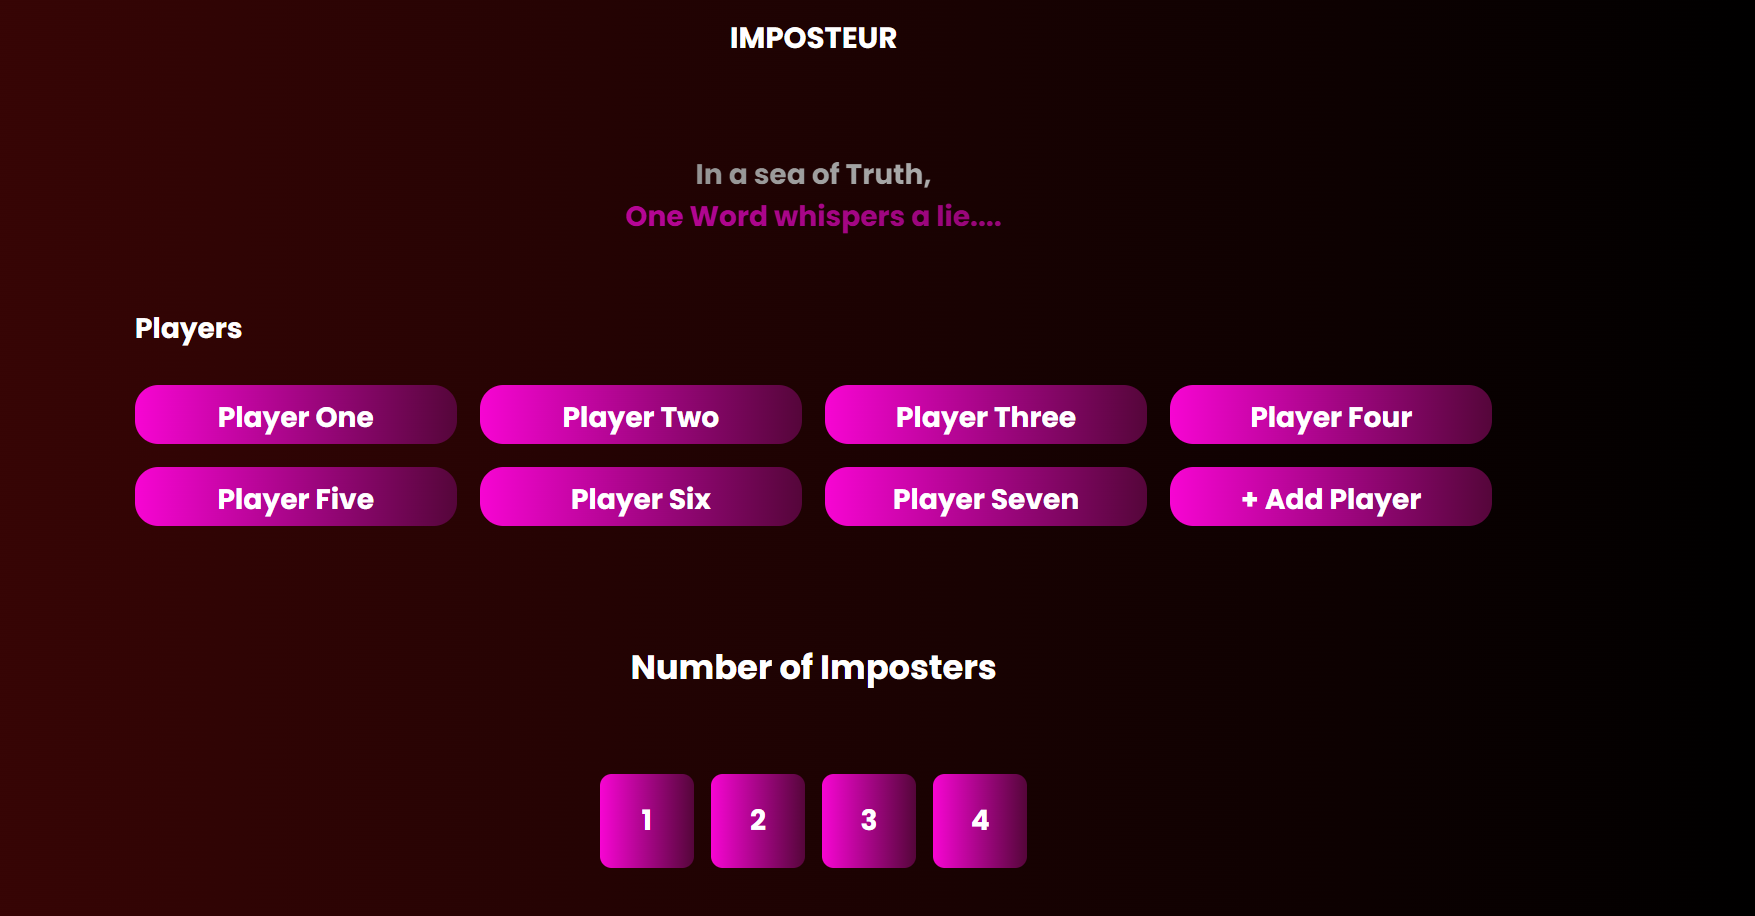 IMPOSTEUR
In a sea of Truth,
One Word whispers a lie....
Players
Player One
Player Two
Player Three
Player Four
Player Five
Player Six
Player Seven
+ Add Player
Number of Imposters
1
2
3
4